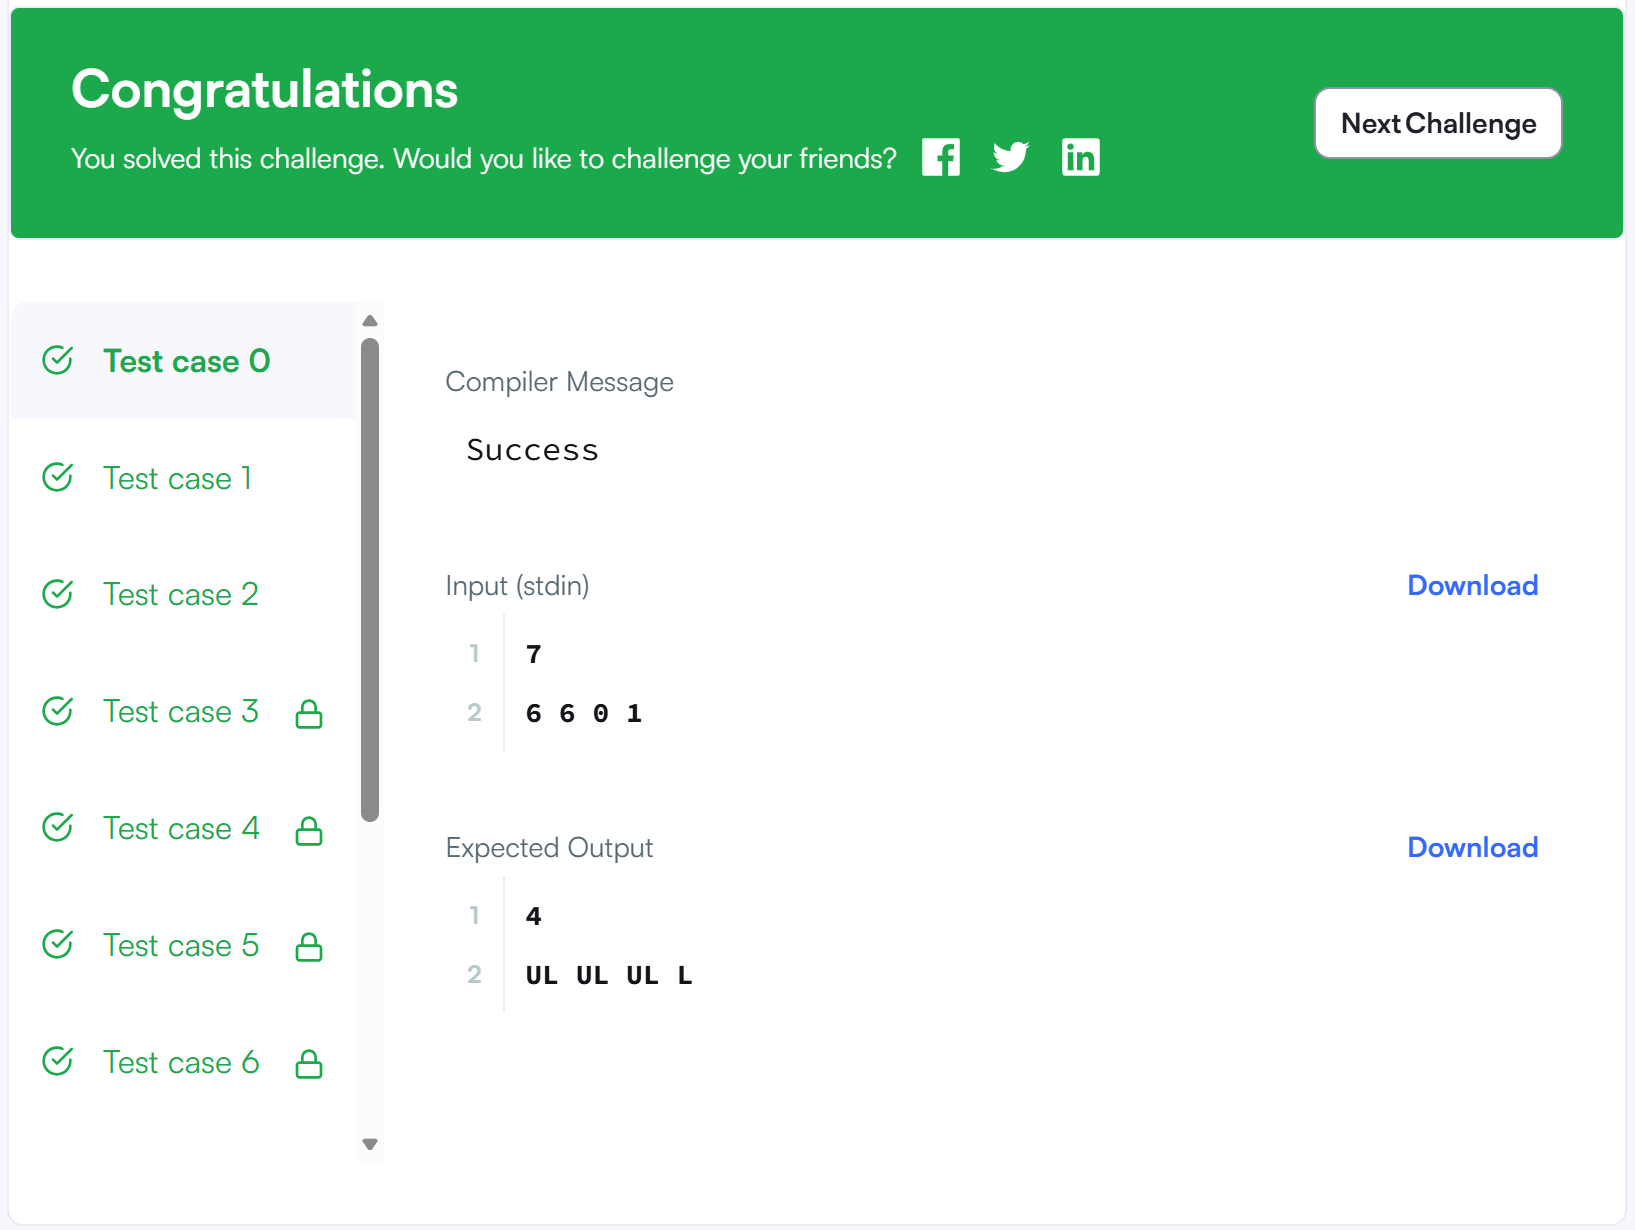 Congratulations
You solved this challenge. Would you like to challenge your friends?
Next Challenge
Test case 0
Test case 1
Test case 2
Test case 3
Test case 4
Test case 5
Test case 6
Compiler Message
Success
Input (stdin)
Download
1 7
2 6 6 0 1
Expected Output
Download
1 4
2 UL UL UL L